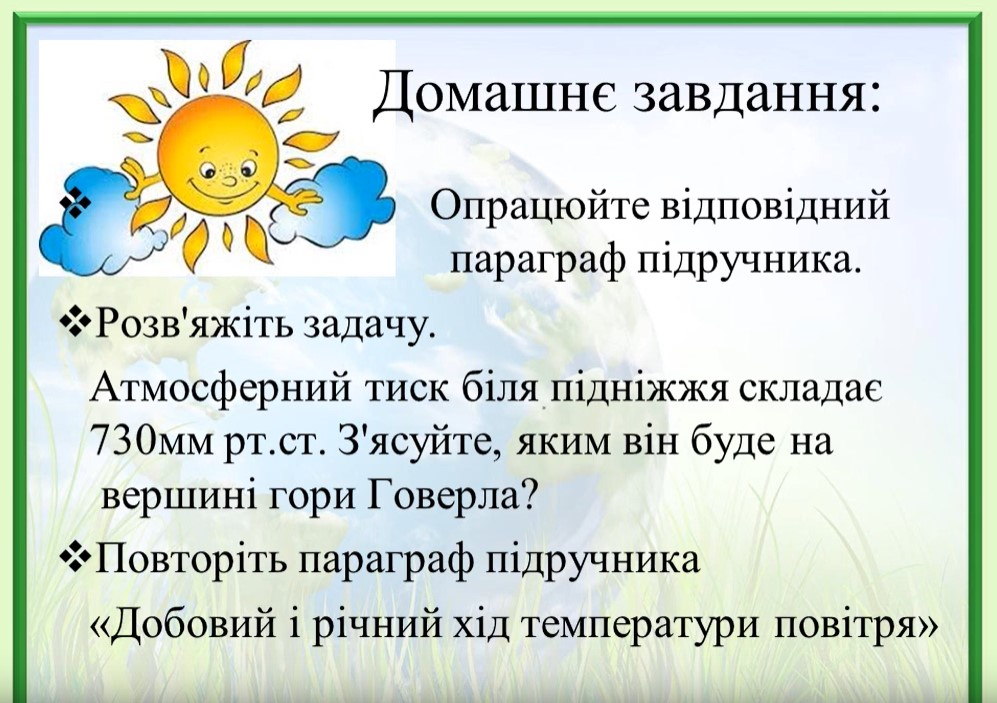 Домашнє завдання:
❖ Опрацюйте відповідний
параграф підручника.
❖Розв'яжіть задачу.
Атмосферний тиск біля підніжжя складає
730мм рт.ст. З'ясуйте, яким він буде на
вершині гори Говерла?
❖Повторіть параграф підручника
«Добовий і річний хід температури повітря»